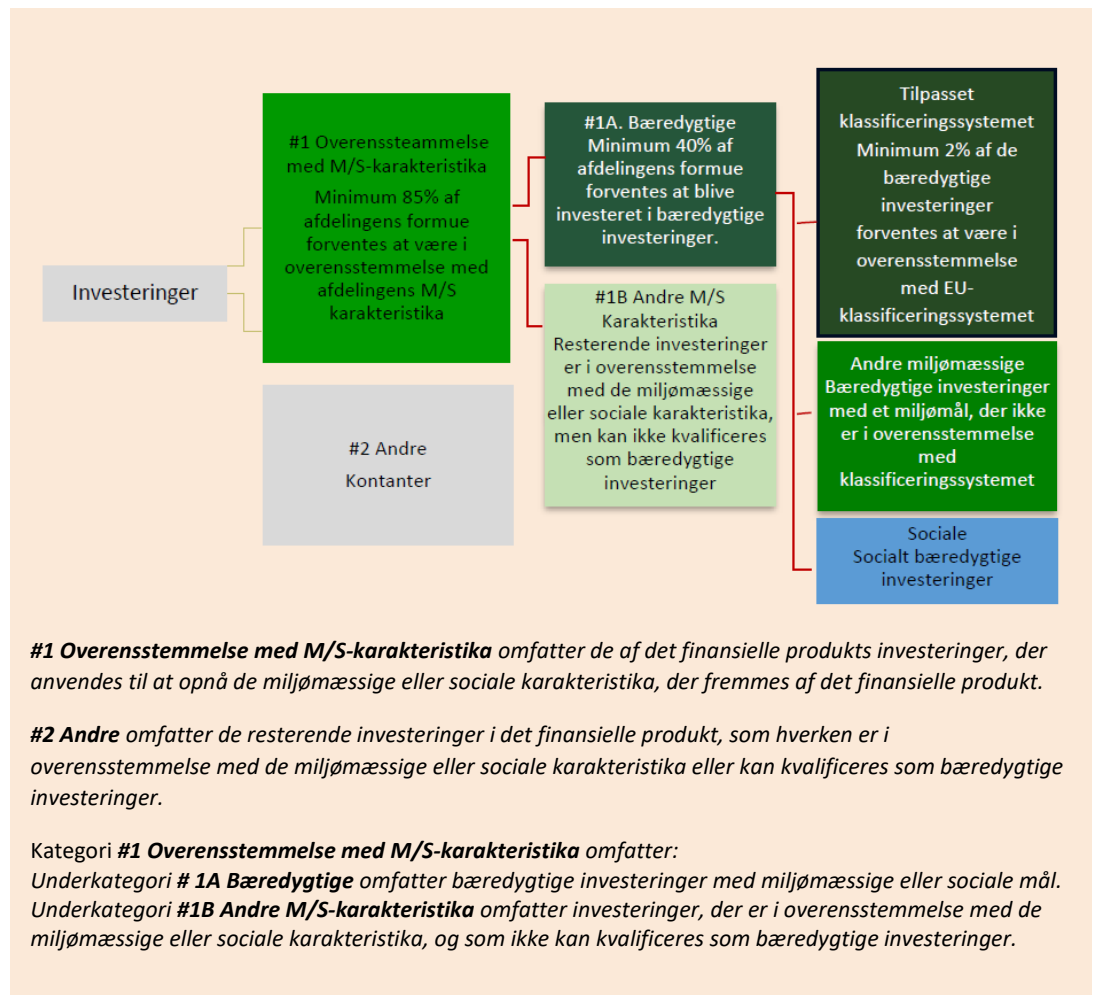 Investeringer
#1 Overenssteammelse
med M/S-karakteristika
Minimum 85% af
afdelingens formue
forventes at være i
overensstemmelse med
afdelingens M/S
karakteristika
#2 Andre
Kontanter
#1A. Bæredygtige
Minimum 40% af
afdelingens formue
forventes at blive
investeret i bæredygtige
investeringer.
#1B Andre M/S
Karakteristika
Resterende investeringer
er i overensstemmelse
med de miljømæssige
eller sociale karakteristika,
men kan ikke kvalificeres
som bæredygtige
investeringer
Tilpasset
klassificeringssystemet
Minimum 2% af de
bæredygtige
investeringer
forventes at være i
overensstemmelse
med EU-
klassificeringssystemet
Andre miljømæssige
Bæredygtige investeringer
med et miljømål, der ikke
er i overensstemmelse
med
klassificeringssystemet
Sociale
Socialt bæredygtige
investeringer
#1 Overensstemmelse med M/S-karakteristika omfatter de af det finansielle produkts investeringer, der
anvendes til at opnå de miljømæssige eller sociale karakteristika, der fremmes af det finansielle produkt.
#2 Andre omfatter de resterende investeringer i det finansielle produkt, som hverken er i
overensstemmelse med de miljømæssige eller sociale karakteristika eller kan kvalificeres som bæredygtige
investeringer.
Kategori #1 Overensstemmelse med M/S-karakteristika omfatter:
Underkategori # 1A Bæredygtige omfatter bæredygtige investeringer med miljømæssige eller sociale mål.
Underkategori #1B Andre M/S-karakteristika omfatter investeringer, der er i overensstemmelse med de
miljømæssige eller sociale karakteristika, og som ikke kan kvalificeres som bæredygtige investeringer.